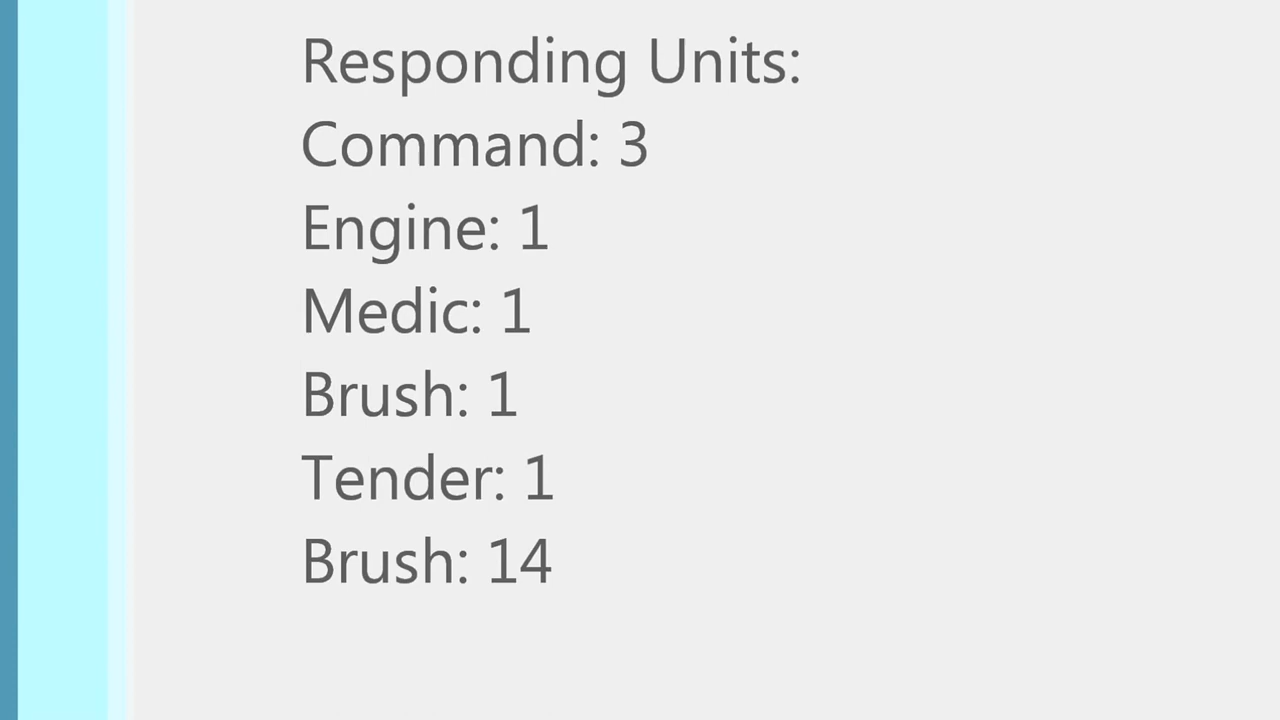 Responding Units:
Command: 3
Engine: 1
Medic: 1
Brush: 1
Tender: 1
Brush: 14